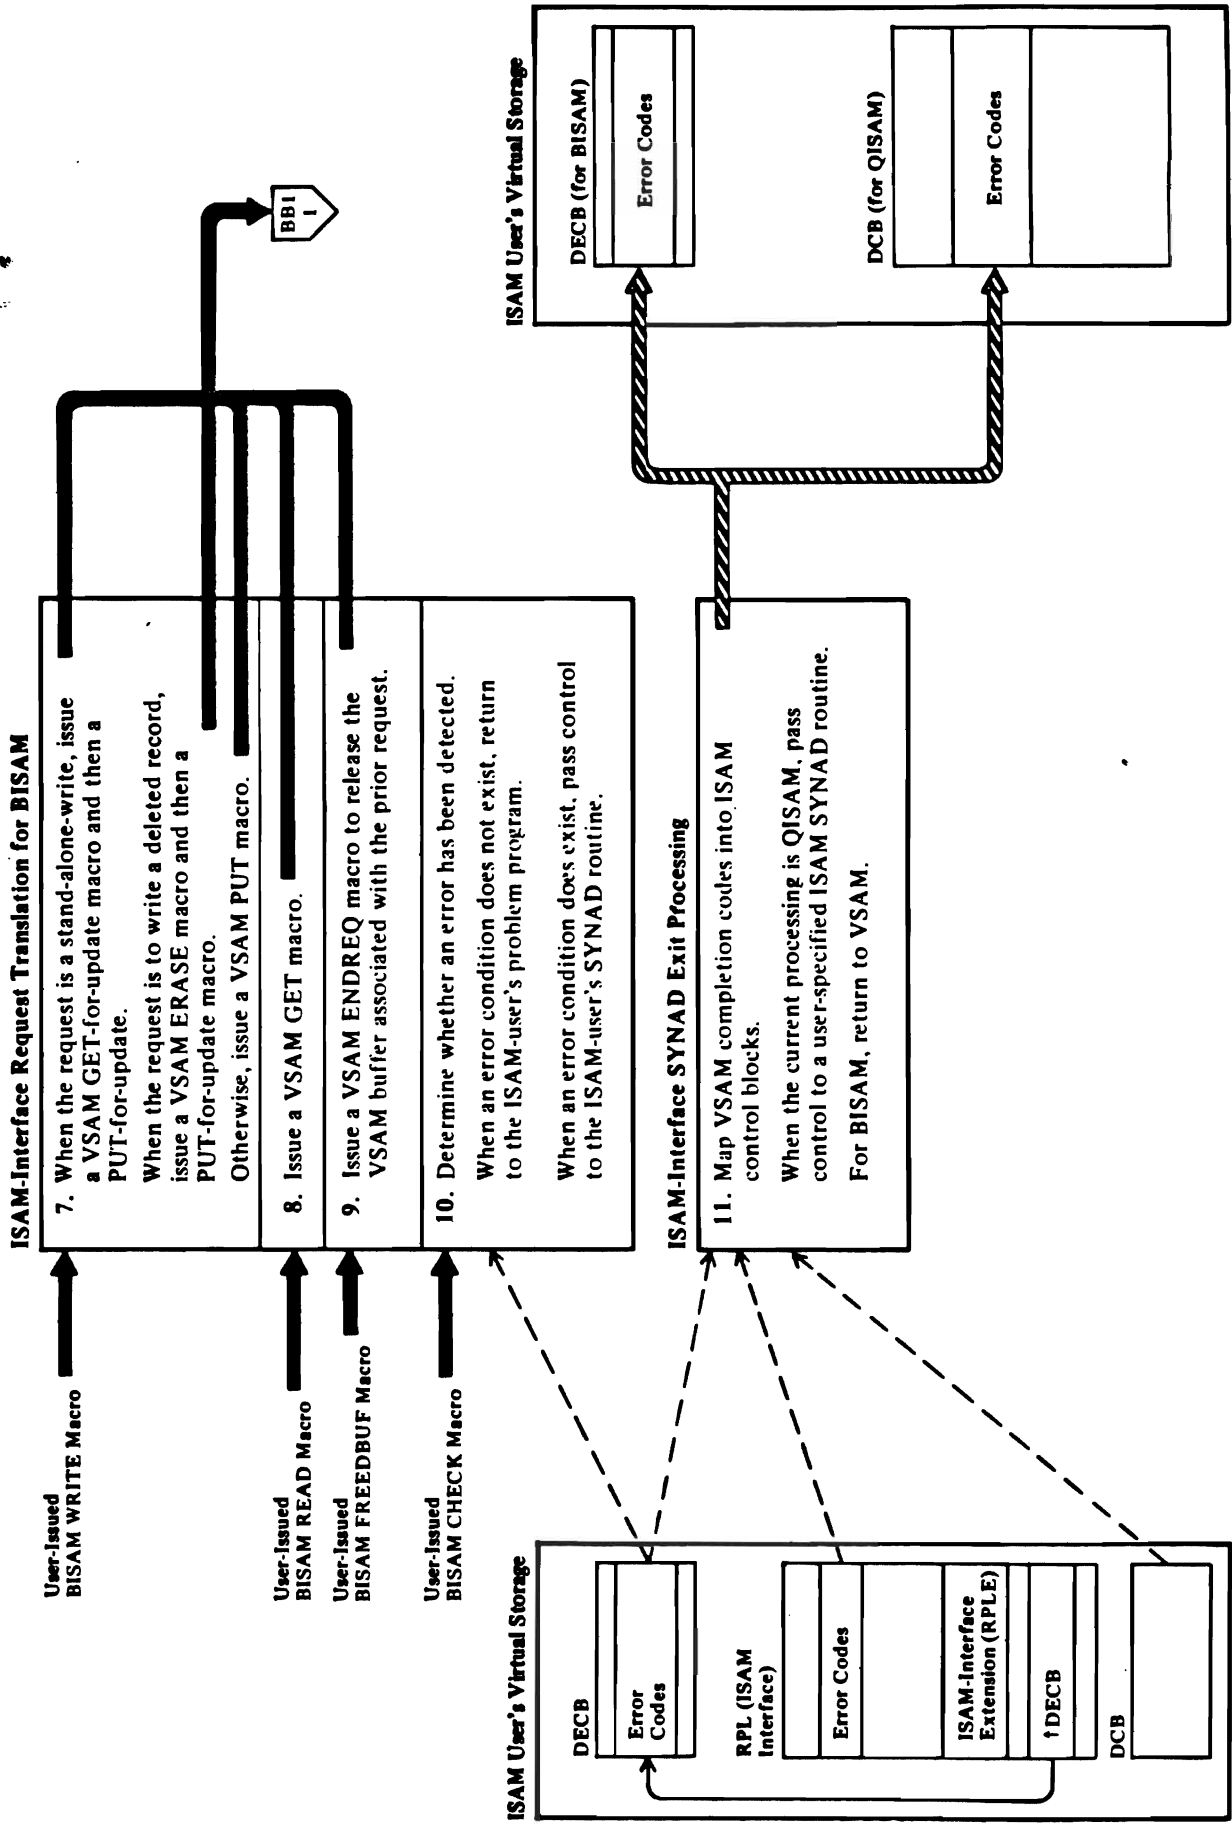 ISAM-Interface Request Translation for BISAM
User-Issued
BISAM WRITE Macro
7. When the request is a stand-alone-write, issue
a VSAM GET-for-update macro and then a
PUT-for-update.
When the request is to write a deleted record,
issue a VSAM ERASE macro and then a
PUT-for-update macro.
Otherwise, issue a VSAM PUT macro.
BB1
1
User-Issued
BISAM READ Macro
8. Issue a VSAM GET macro.
User-Issued
BISAM FREEDBUF Macro
9. Issue a VSAM ENDREQ macro to release the
VSAM buffer associated with the prior request.
User-Issued
BISAM CHECK Macro
10. Determine whether an error has been detected.
When an error condition does not exist, return
to the ISAM-user's problem program.
When an error condition does exist, pass control
to the ISAM-user's SYNAD routine.
ISAM User's Virtual Storage
DECB
Error
Codes
RPL (ISAM
Interface)
Error Codes
ISAM-Interface
Extension (RPLE)
↑DECB
DCB
ISAM-Interface SYNAD Exit Processing
11. Map VSAM completion codes into ISAM
control blocks.
When the current processing is QISAM, pass
control to a user-specified ISAM SYNAD routine.
For BISAM, return to VSAM.
ISAM User's Virtual Storage
DECB (for BISAM)
Error Codes
DCB (for QISAM)
Error Codes